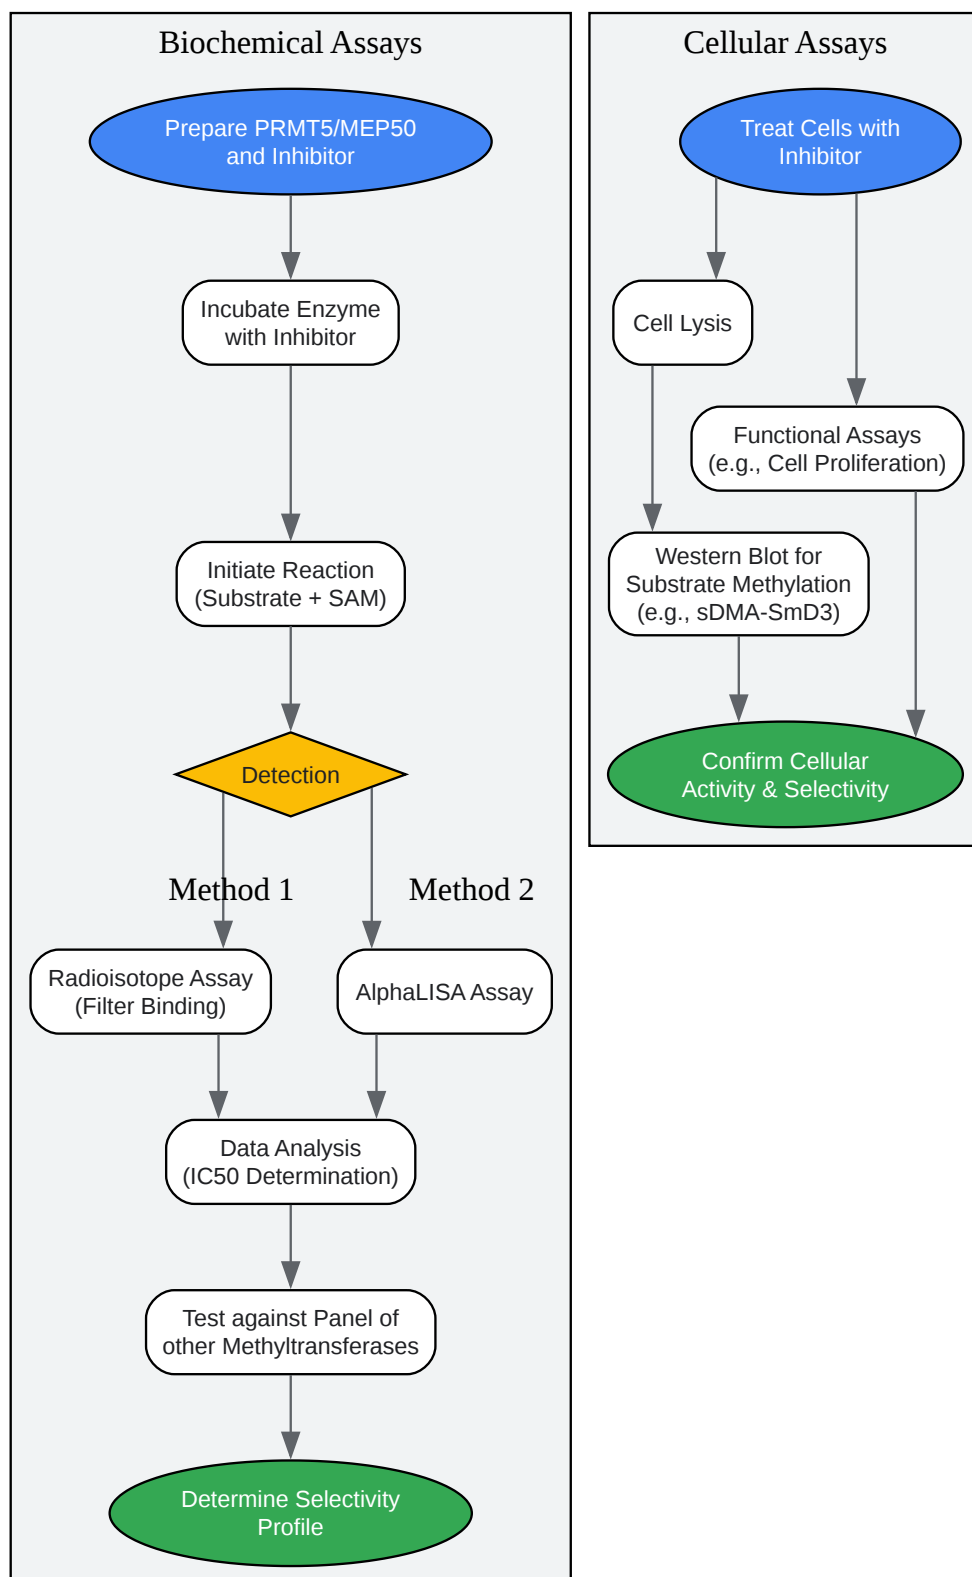 Biochemical Assays
Prepare PRMT5/MEP50
and Inhibitor
Incubate Enzyme
with Inhibitor
Initiate Reaction
(Substrate + SAM)
Detection
Method 1
Method 2
Radioisotope Assay
(Filter Binding)
AlphaLISA Assay
Data Analysis
(IC50 Determination)
Test against Panel of
other Methyltransferases
Determine Selectivity
Profile
Cellular Assays
Treat Cells with
Inhibitor
Cell Lysis
Functional Assays
(e.g., Cell Proliferation)
Western Blot for
Substrate Methylation
(e.g., sDMA-SmD3)
Confirm Cellular
Activity & Selectivity